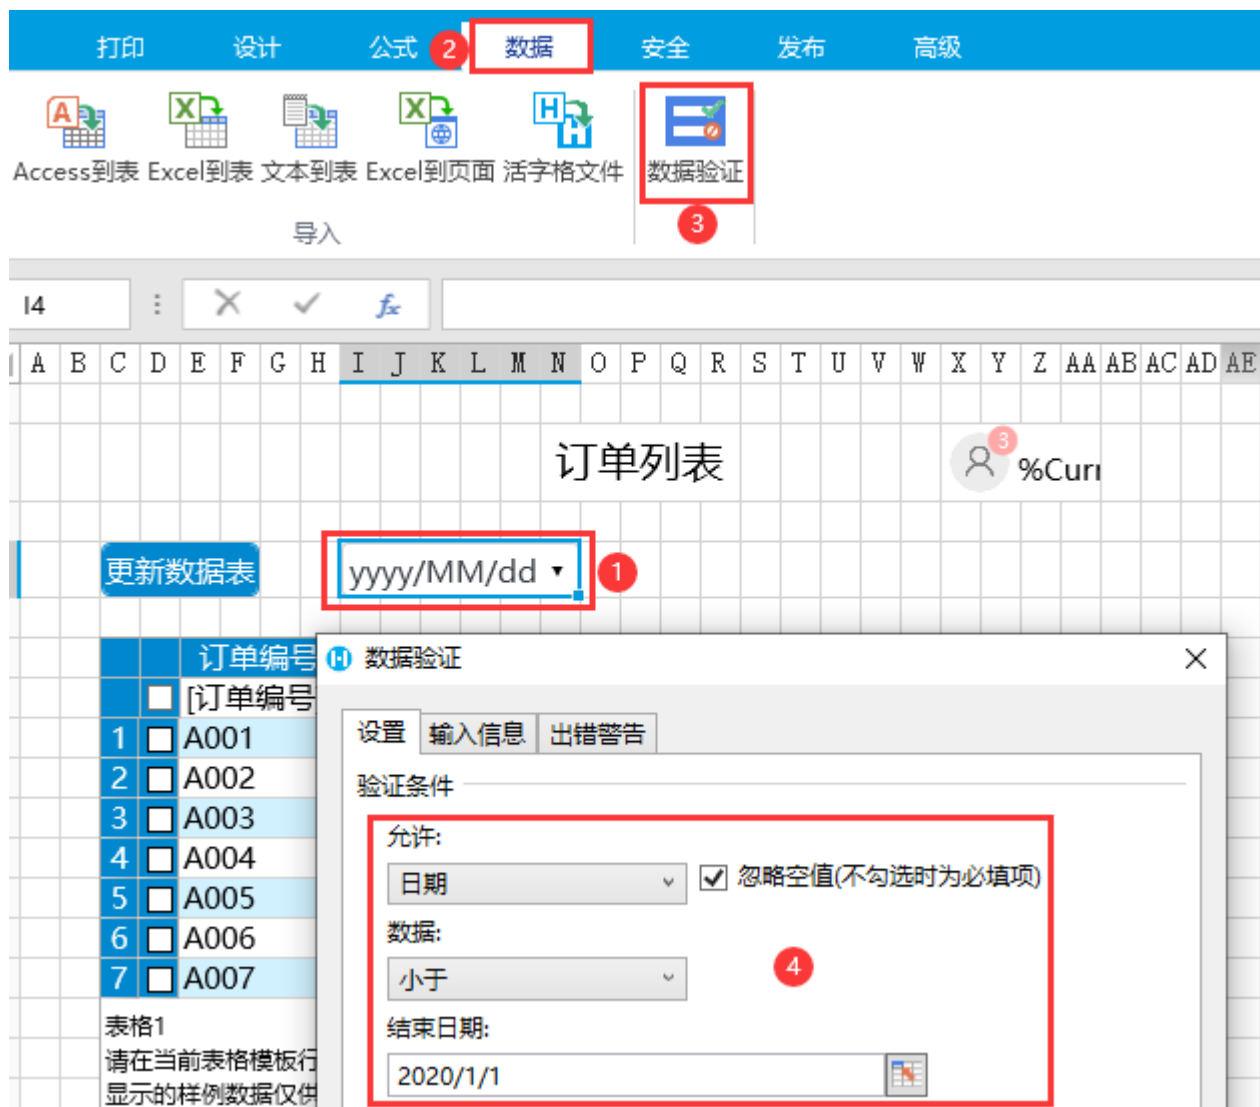 打印 设计 公式 2 数据 安全 发布 高级
Access到表 Excel到表 文本到表 Excel到页面 活字格文件 数据验证
导入 3
I4 fx
A B C D E F G H I J K L M N O P Q R S T U V W X Y Z AA AB AC AD AE
订单列表 3 %Curr
更新数据表 yyyy/MM/dd 1
订单编号 数据验证
[订单编号
设置 输入信息 出错警告
1 A001
2 A002
验证条件
3 A003
允许:
4 A004
日期 忽略空值(不勾选时为必填项)
5 A005
数据:
6 A006
4
7 A007
小于
表格1
结束日期:
请在当前表格模板行
2020/1/1
显示的样例数据仅供